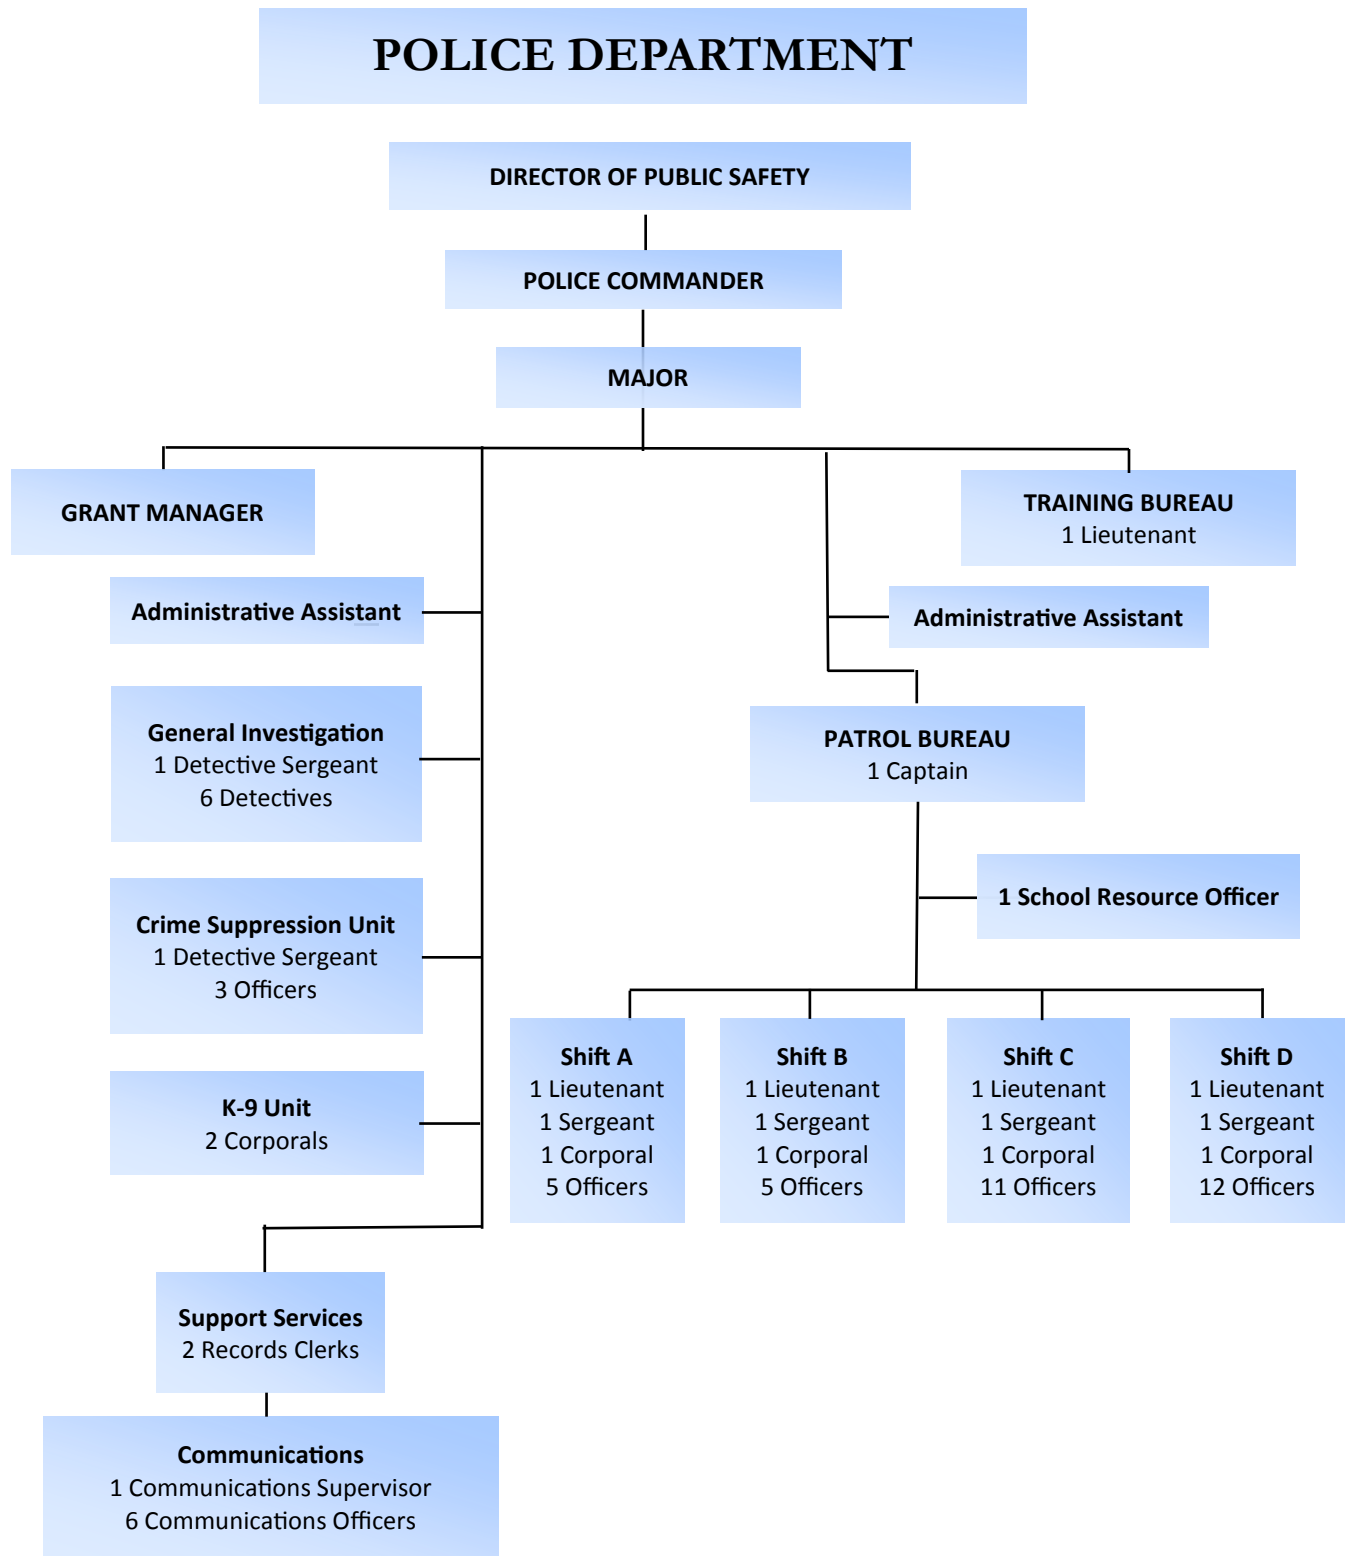 POLICE DEPARTMENT
DIRECTOR OF PUBLIC SAFETY
POLICE COMMANDER
MAJOR
GRANT MANAGER
TRAINING BUREAU
1 Lieutenant
Administrative Assistant
Administrative Assistant
General Investigation
1 Detective Sergeant
6 Detectives
PATROL BUREAU
1 Captain
Crime Suppression Unit
1 Detective Sergeant
3 Officers
1 School Resource Officer
K-9 Unit
2 Corporals
Shift A
1 Lieutenant
1 Sergeant
1 Corporal
5 Officers
Shift B
1 Lieutenant
1 Sergeant
1 Corporal
5 Officers
Shift C
1 Lieutenant
1 Sergeant
1 Corporal
11 Officers
Shift D
1 Lieutenant
1 Sergeant
1 Corporal
12 Officers
Support Services
2 Records Clerks
Communications
1 Communications Supervisor
6 Communications Officers